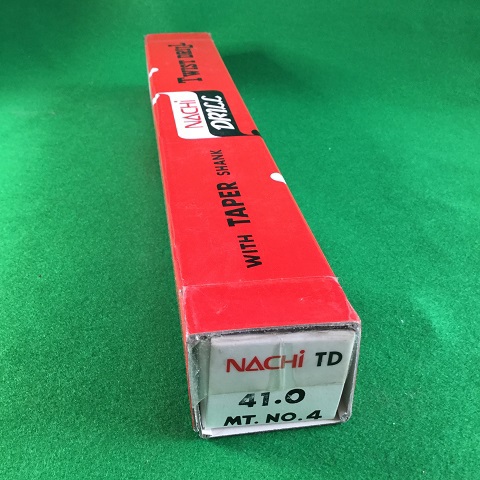 TWIST DRILL
NACHi
DRILL
WITH TAPER SHANK
NACHi TD
41.0
MT. NO. 4